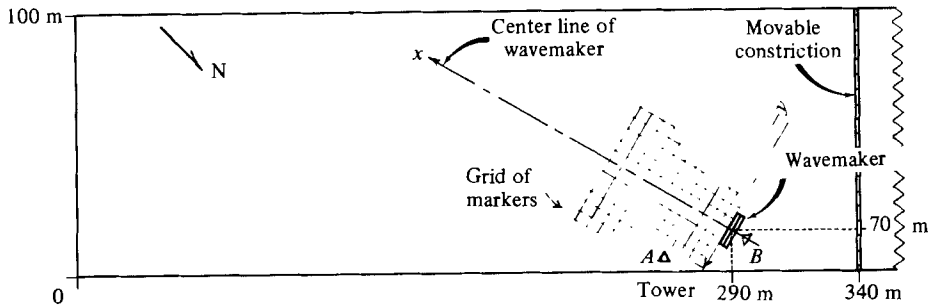 100 m
N
x
Center line of
wavemaker
Movable
constriction
Wavemaker
Grid of
markers
70 m
A
B
0
Tower
290 m
340 m